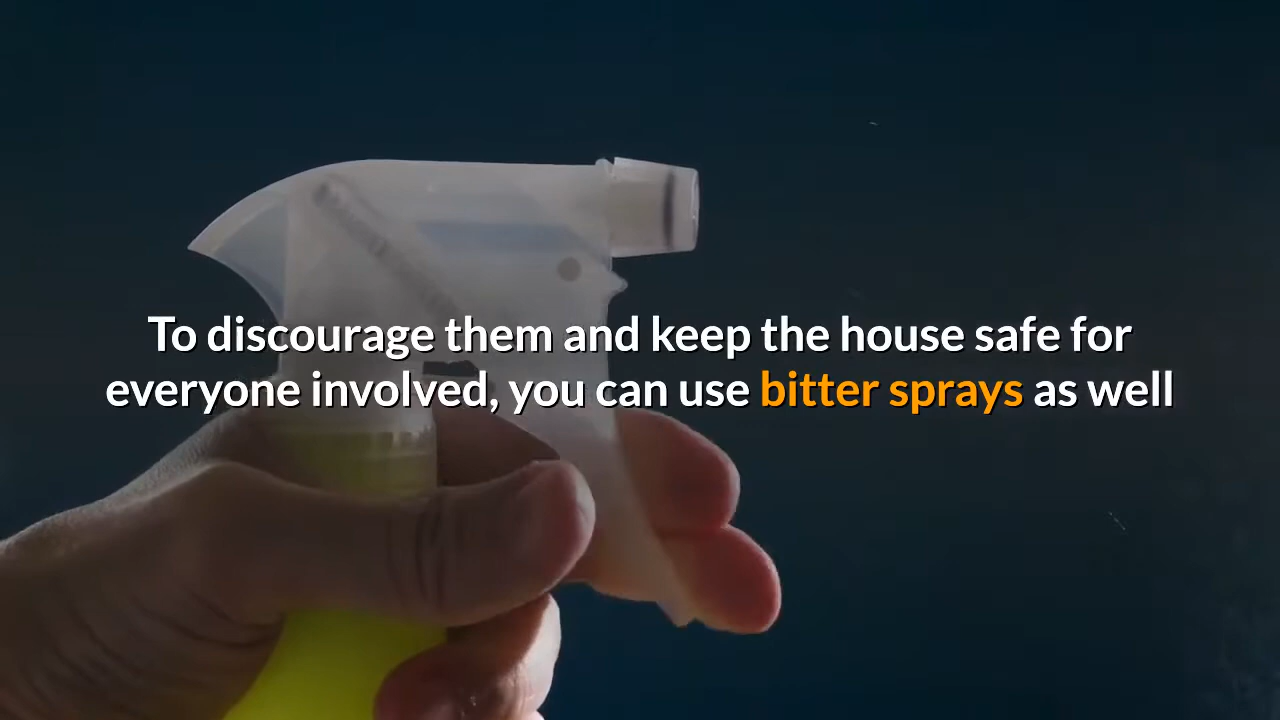 To discourage them and keep the house safe for
everyone involved, you can use bitter sprays as well